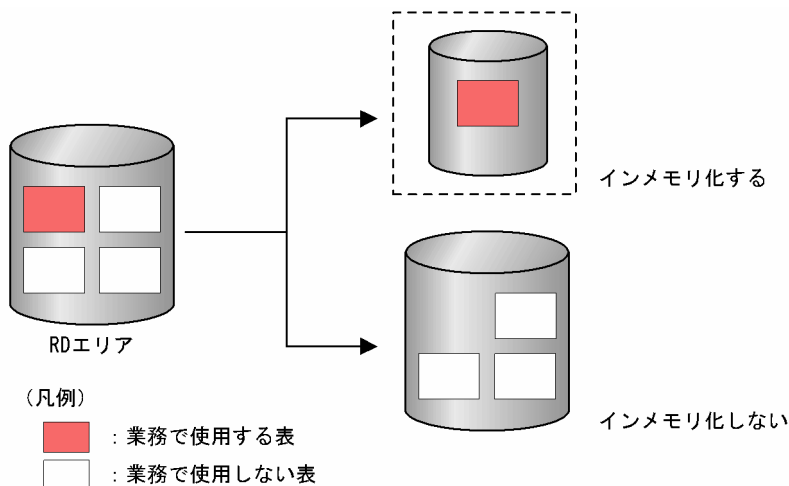 インメモリ化する
RDエリア
インメモリ化しない
（凡例）
：業務で使用する表
：業務で使用しない表